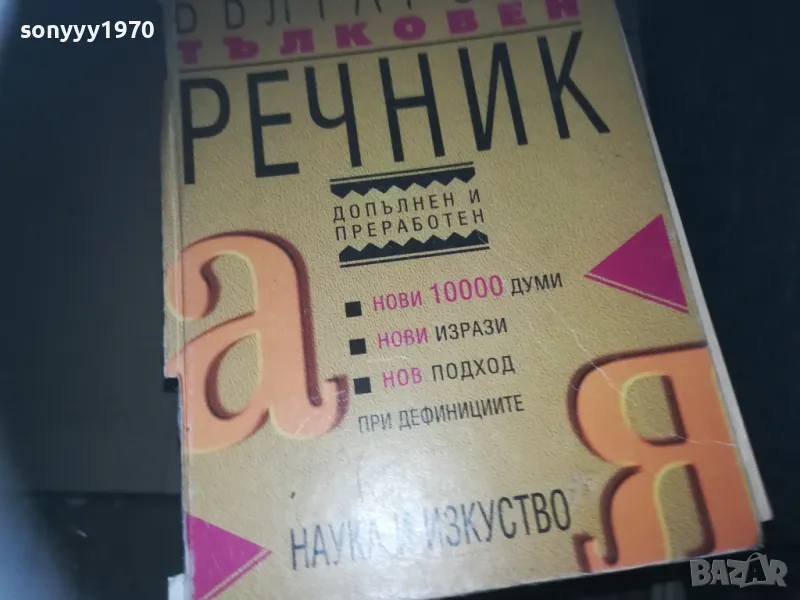 sonyyy1970
ТЪЛКОВЕН
РЕЧНИК
ДОПЪЛНЕН И
ПРЕРАБОТЕН
а
НОВИ 10000 ДУМИ
НОВИ ИЗРАЗИ
НОВ ПОДХОД
ПРИ ДЕФИНИЦИИТЕ
Я
НАУКА И ИЗКУСТВО
BAZAR